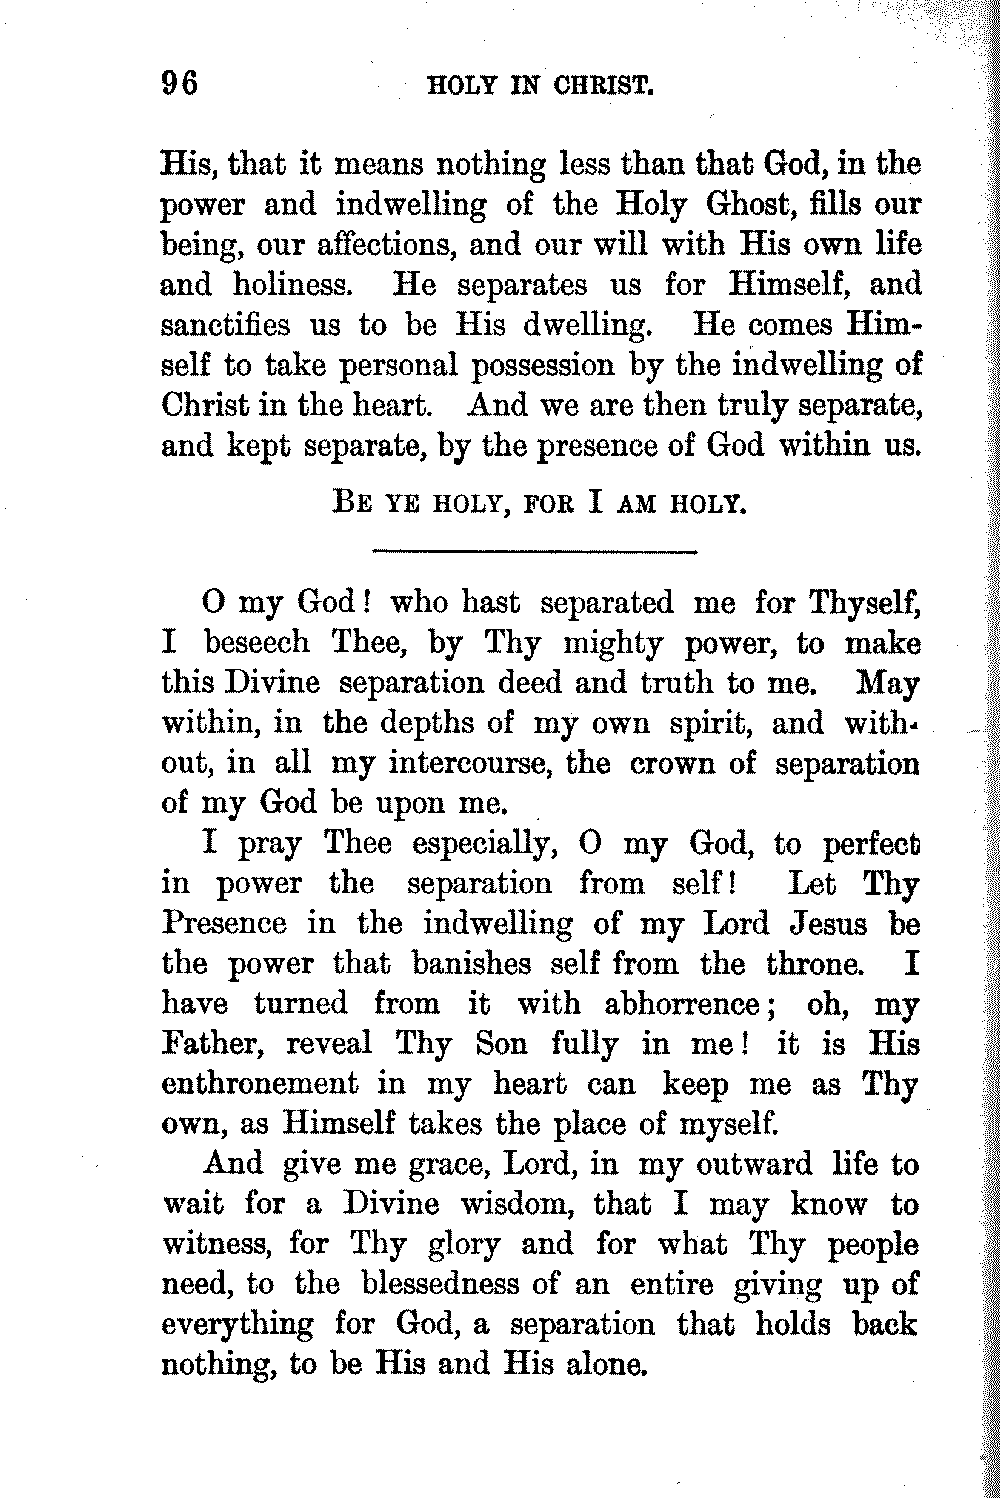 96 HOLY IN CHRIST.
His, that it means nothing less than that God, in the
power and indwelling of the Holy Ghost, fills our
being, our affections, and our will with His own life
and holiness. He separates us for Himself, and
sanctifies us to be His dwelling. He comes Him-
self to take personal possession by the indwelling of
Christ in the heart. And we are then truly separate,
and kept separate, by the presence of God within us.
BE YE HOLY, FOR I AM HOLY.
O my God! who hast separated me for Thyself,
I beseech Thee, by Thy mighty power, to make
this Divine separation deed and truth to me. May
within, in the depths of my own spirit, and with-
out, in all my intercourse, the crown of separation
of my God be upon me.
I pray Thee especially, O my God, to perfect
in power the separation from self! Let Thy
Presence in the indwelling of my Lord Jesus be
the power that banishes self from the throne. I
have turned from it with abhorrence; oh, my
Father, reveal Thy Son fully in me! it is His
enthronement in my heart can keep me as Thy
own, as Himself takes the place of myself.
And give me grace, Lord, in my outward life to
wait for a Divine wisdom, that I may know to
witness, for Thy glory and for what Thy people
need, to the blessedness of an entire giving up of
everything for God, a separation that holds back
nothing, to be His and His alone.